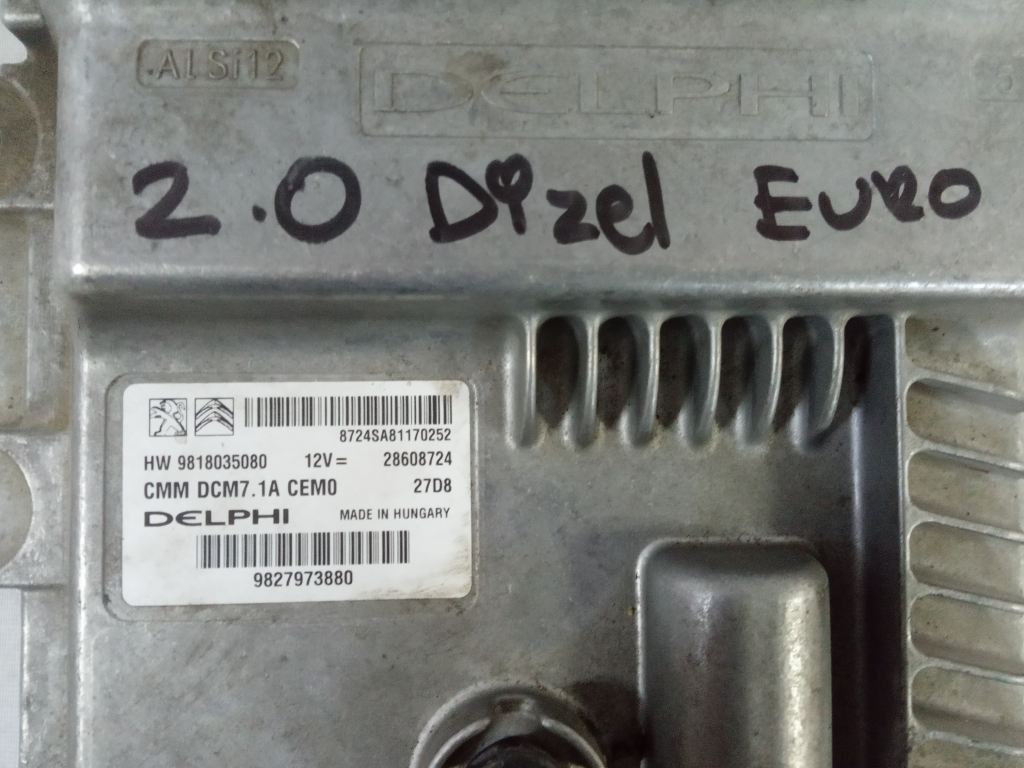 .AlSi12
DELPHI
5
2.0 Dizel Euro
8724SA81170252
HW 9818035080 12V= 28608724
CMM DCM7.1A CEM0 27D8
DELPHI MADE IN HUNGARY
9827973880